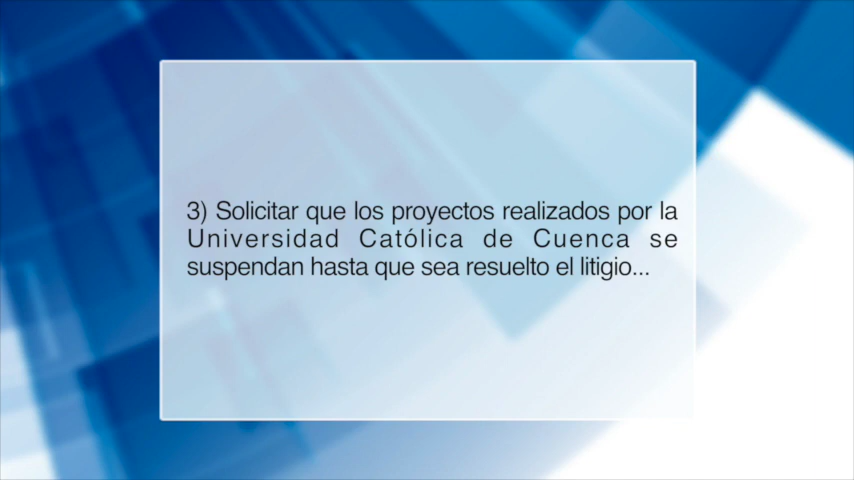 3) Solicitar que los proyectos realizados por la
Universidad Católica de Cuenca se
suspendan hasta que sea resuelto el litigio...